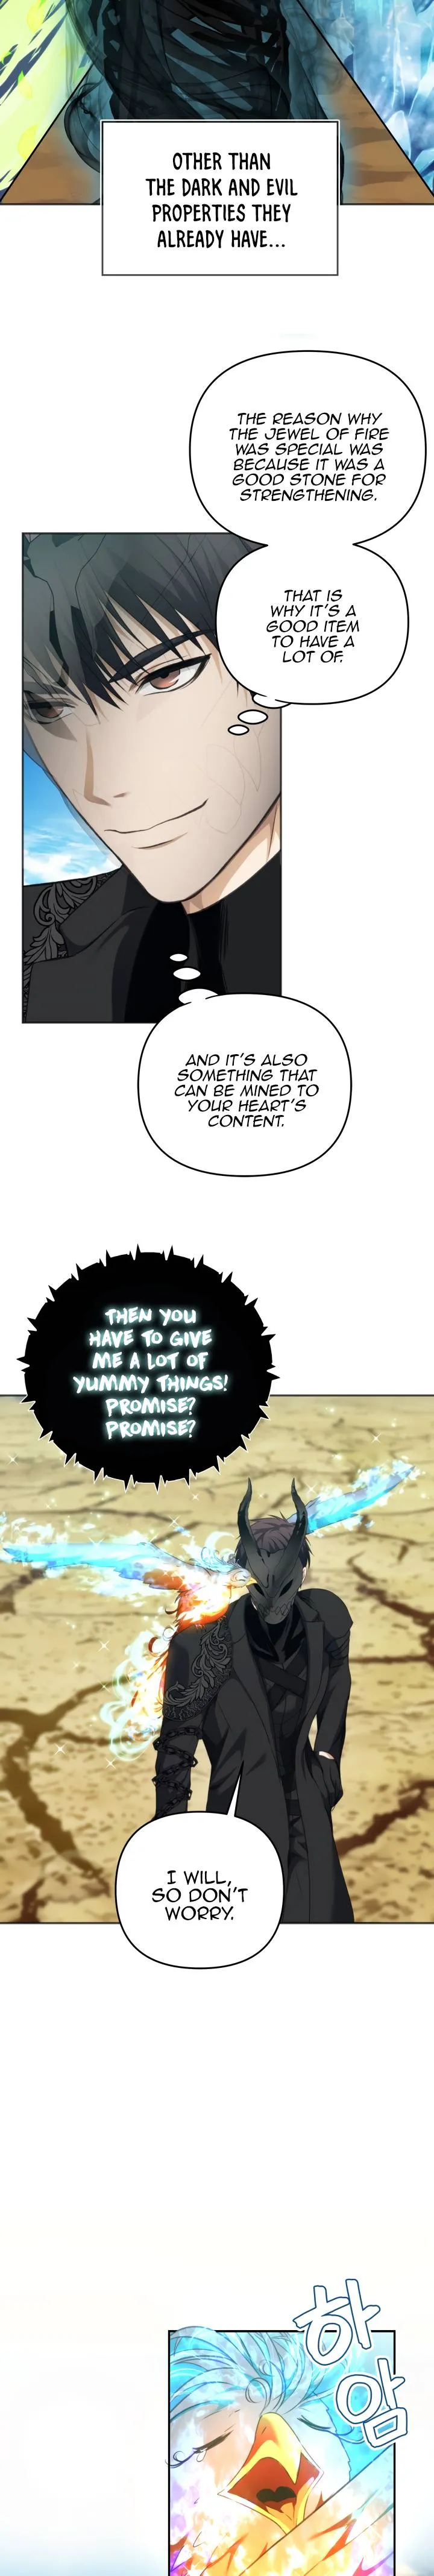 OTHER THAN
THE DARK AND EVIL
PROPERTIES THEY
ALREADY HAVE...
THE REASON WHY
THE JEWEL OF FIRE
WAS SPECIAL WAS
BECAUSE IT WAS A
GOOD STONE FOR
STRENGTHENING.
THAT IS
WHY IT'S A
GOOD ITEM
TO HAVE A
LOT OF.
AND IT'S ALSO
SOMETHING THAT
CAN BE MINED TO
YOUR HEART'S
CONTENT.
THEN YOU
HAVE TO GIVE
ME A LOT OF
YUMMY THINGS!
PROMISE?
PROMISE?
I WILL,
SO DON'T
WORRY.
하
암